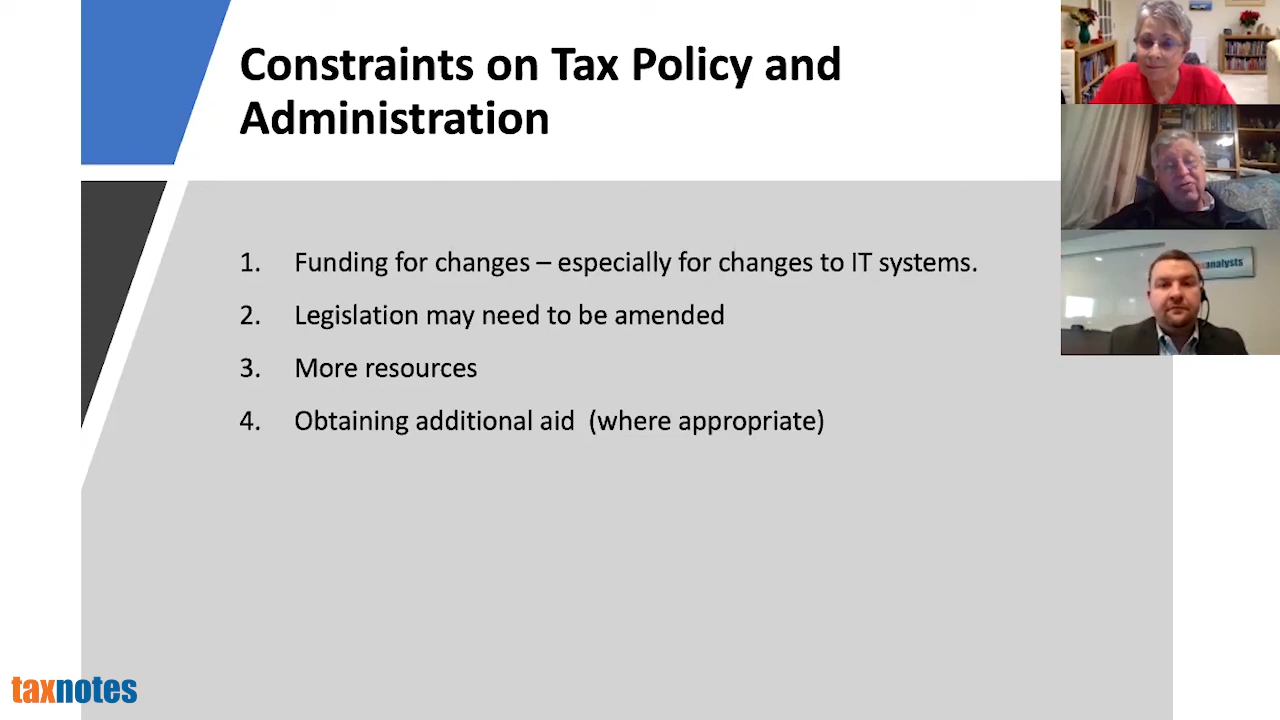 Constraints on Tax Policy and
Administration
1. Funding for changes – especially for changes to IT systems.
2. Legislation may need to be amended
3. More resources
4. Obtaining additional aid  (where appropriate)
analysts
taxnotes